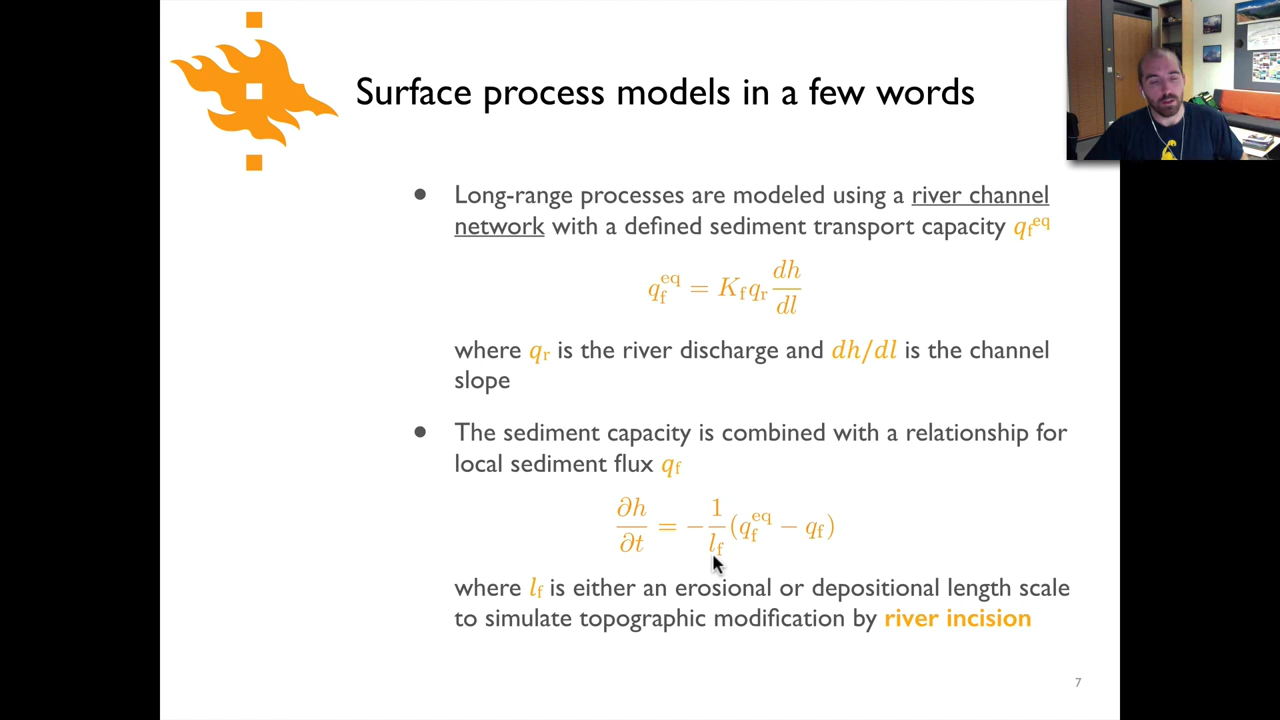 Surface process models in a few words
● Long-range processes are modeled using a river channel
network with a defined sediment transport capacity q_f^eq
q_f^eq = K_f q_r dh/dl
where q_r is the river discharge and dh/dl is the channel
slope
● The sediment capacity is combined with a relationship for
local sediment flux q_f
∂h/∂t = −1/l_f (q_f^eq − q_f)
where l_f is either an erosional or depositional length scale
to simulate topographic modification by river incision
7